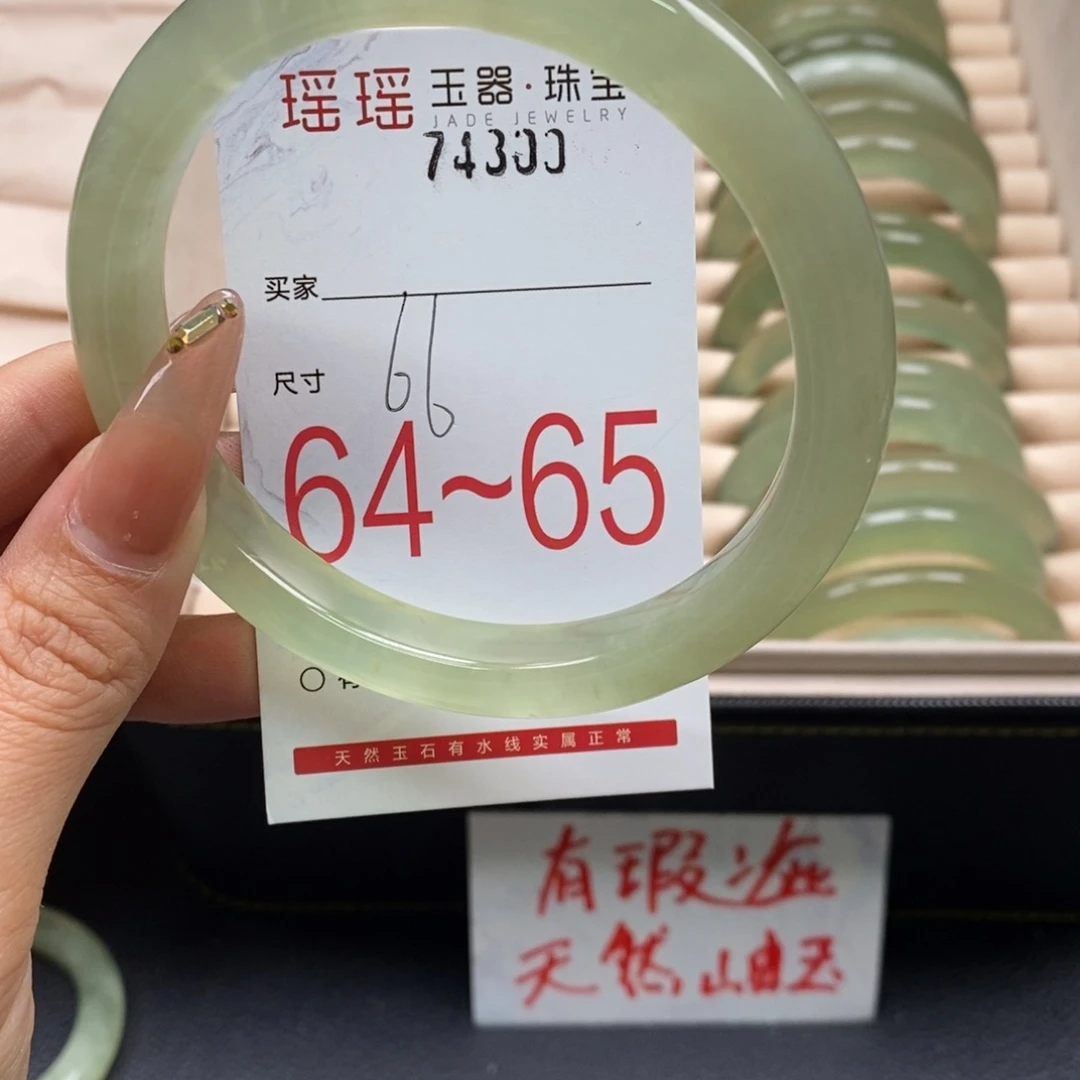 瑶瑶 玉器·珠宝
JADE JEWELRY
74300
买家
66
尺寸
64~65
天然玉石有水线实属正常
有瑕疵
天然岫玉